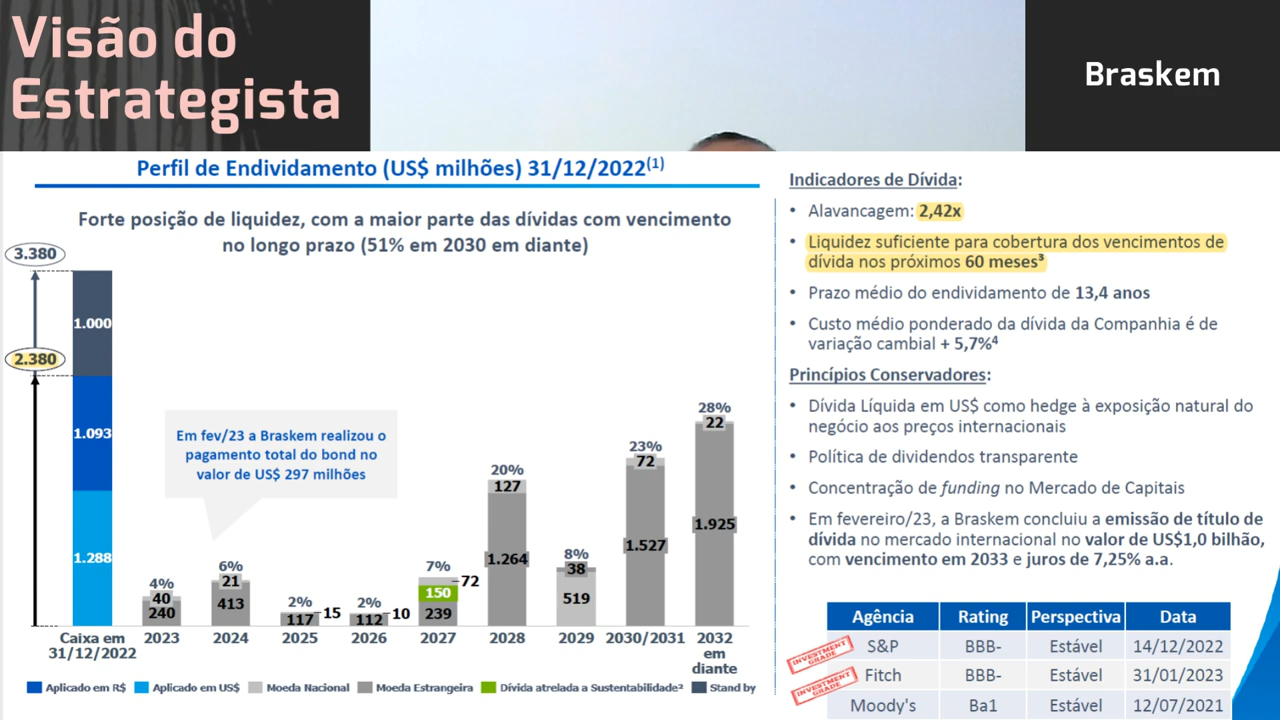 Visão do
Estrategista
Braskem
Perfil de Endividamento (US$ milhões) 31/12/2022(1)
Forte posição de liquidez, com a maior parte das dívidas com vencimento
no longo prazo (51% em 2030 em diante)
3.380
2.380
1.000
1.093
1.288
Em fev/23 a Braskem realizou o
pagamento total do bond no
valor de US$ 297 milhões
4%
40
240
6%
21
413
2%
15
117
2%
10
112
7%
72
150
239
20%
127
1.264
8%
38
519
23%
72
1.527
28%
22
1.925
Caixa em
31/12/2022
2023
2024
2025
2026
2027
2028
2029
2030/2031
2032
em
diante
Aplicado em R$ Aplicado em US$ Moeda Nacional Moeda Estrangeira Dívida atrelada a Sustentabilidade² Stand by
Indicadores de Dívida:
• Alavancagem: 2,42x
• Liquidez suficiente para cobertura dos vencimentos de
dívida nos próximos 60 meses³
• Prazo médio do endividamento de 13,4 anos
• Custo médio ponderado da dívida da Companhia é de
variação cambial + 5,7%⁴
Princípios Conservadores:
• Dívida Líquida em US$ como hedge à exposição natural do
negócio aos preços internacionais
• Política de dividendos transparente
• Concentração de funding no Mercado de Capitais
• Em fevereiro/23, a Braskem concluiu a emissão de título de
dívida no mercado internacional no valor de US$1,0 bilhão,
com vencimento em 2033 e juros de 7,25% a.a.
Agência Rating Perspectiva Data
S&P BBB- Estável 14/12/2022
Fitch BBB- Estável 31/01/2023
Moody's Ba1 Estável 12/07/2021
INVESTMENT
GRADE
INVESTMENT
GRADE